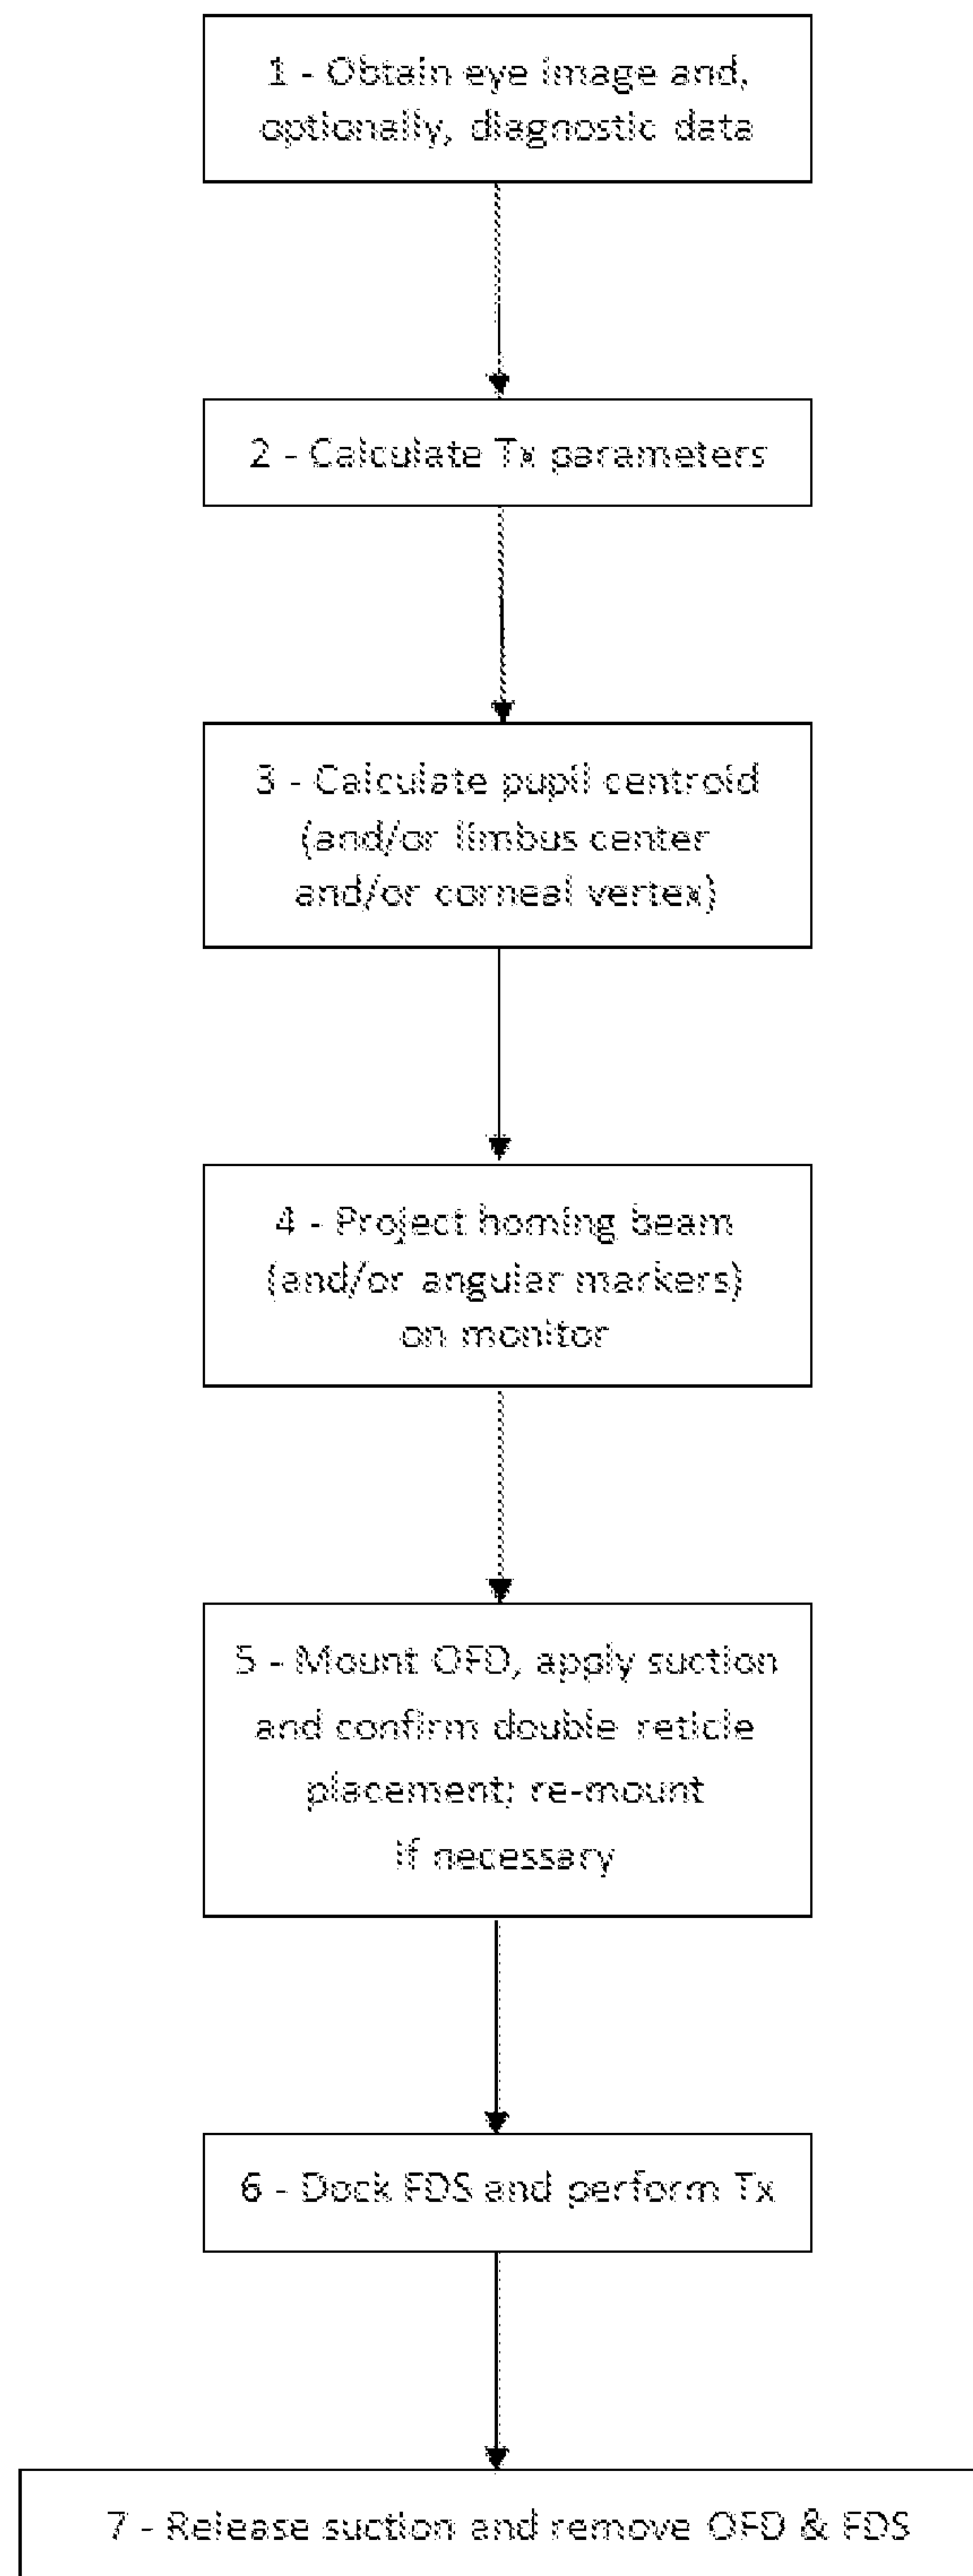 1 - Obtain eye image and,
optionally, diagnostic data
2 - Calculate Tx parameters
3 - Calculate pupil centroid
(and/or limbus center
and/or corneal vertex)
4 - Project homing beam
(and/or angular markers)
on monitor
5 - Mount OFD, apply suction
and confirm double reticle
placement; re-mount
if necessary
6 - Dock FDS and perform Tx
7 - Release suction and remove OFD & FDS